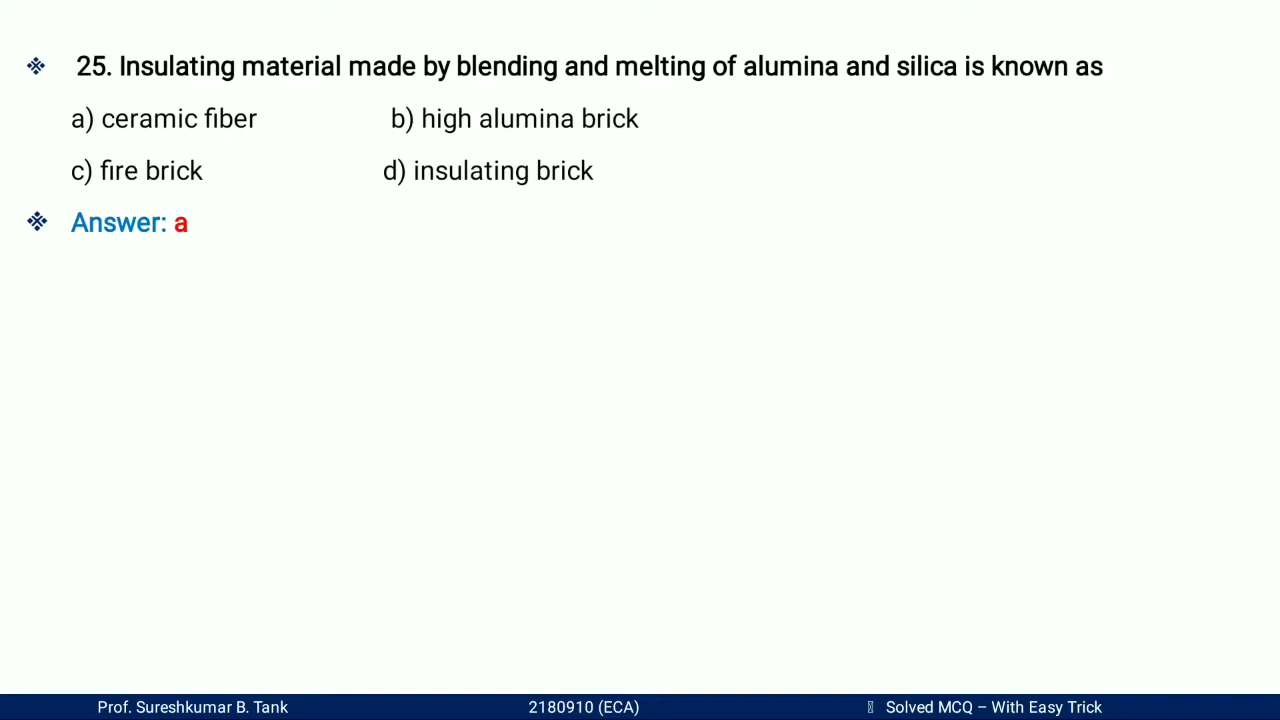 ❖ 25. Insulating material made by blending and melting of alumina and silica is known as
a) ceramic fiber b) high alumina brick
c) fire brick d) insulating brick
❖ Answer: a
Prof. Sureshkumar B. Tank 2180910 (ECA) Solved MCQ – With Easy Trick